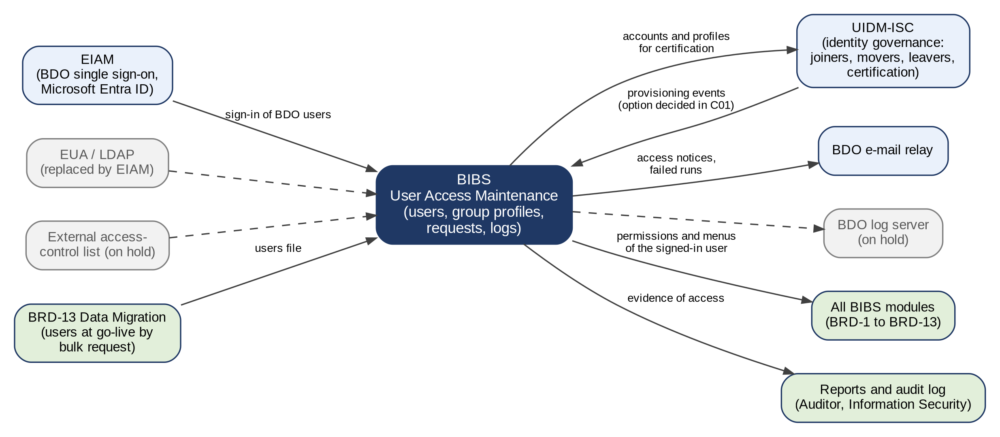 EIAM
(BDO single sign-on,
Microsoft Entra ID)
sign-in of BDO users
EUA / LDAP
(replaced by EIAM)
External access-
control list (on hold)
users file
BRD-13 Data Migration
(users at go-live by
bulk request)
BIBS
User Access Maintenance
(users, group profiles,
requests, logs)
accounts and profiles
for certification
provisioning events
(option decided in C01)
access notices,
failed runs
permissions and menus
of the signed-in user
evidence of access
UIDM-ISC
(identity governance:
joiners, movers, leavers,
certification)
BDO e-mail relay
BDO log server
(on hold)
All BIBS modules
(BRD-1 to BRD-13)
Reports and audit log
(Auditor, Information Security)